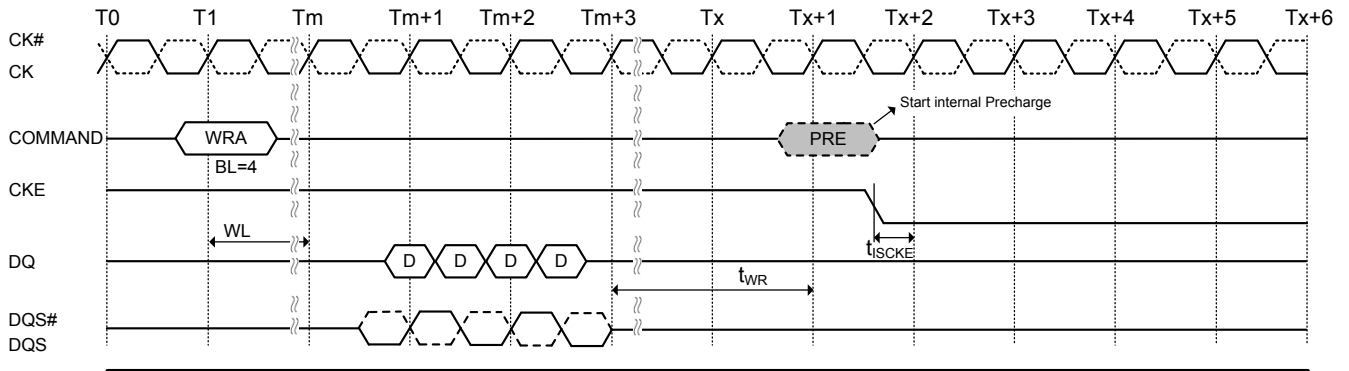 T0 T1 Tm Tm+1 Tm+2 Tm+3 Tx Tx+1 Tx+2 Tx+3 Tx+4 Tx+5 Tx+6
CK#
CK
Start internal Precharge
COMMAND WRA PRE
BL=4
CKE
WL
tISCKE
DQ D D D D
tWR
DQS#
DQS